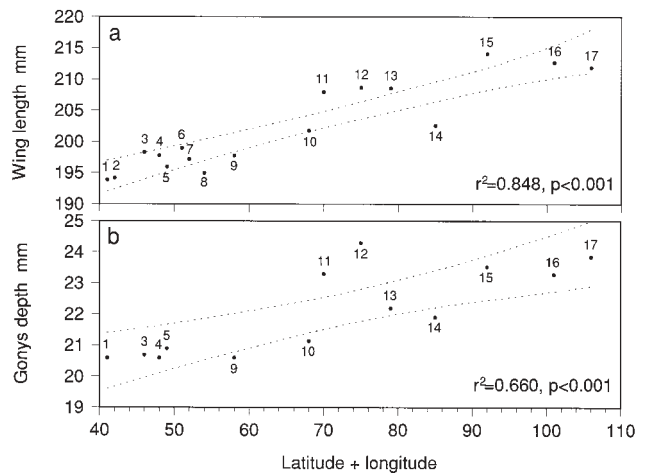 220
a
215
210
205
200
195
190
Wing length mm
1 2 3 4 5 6 7 8 9 10 11 12 13 14 15 16 17
r²=0.848, p<0.001
b
25
24
23
22
21
20
19
Gonys depth mm
1 3 4 5 9 10 11 12 13 14 15 16 17
r²=0.660, p<0.001
40 50 60 70 80 90 100 110
Latitude + longitude